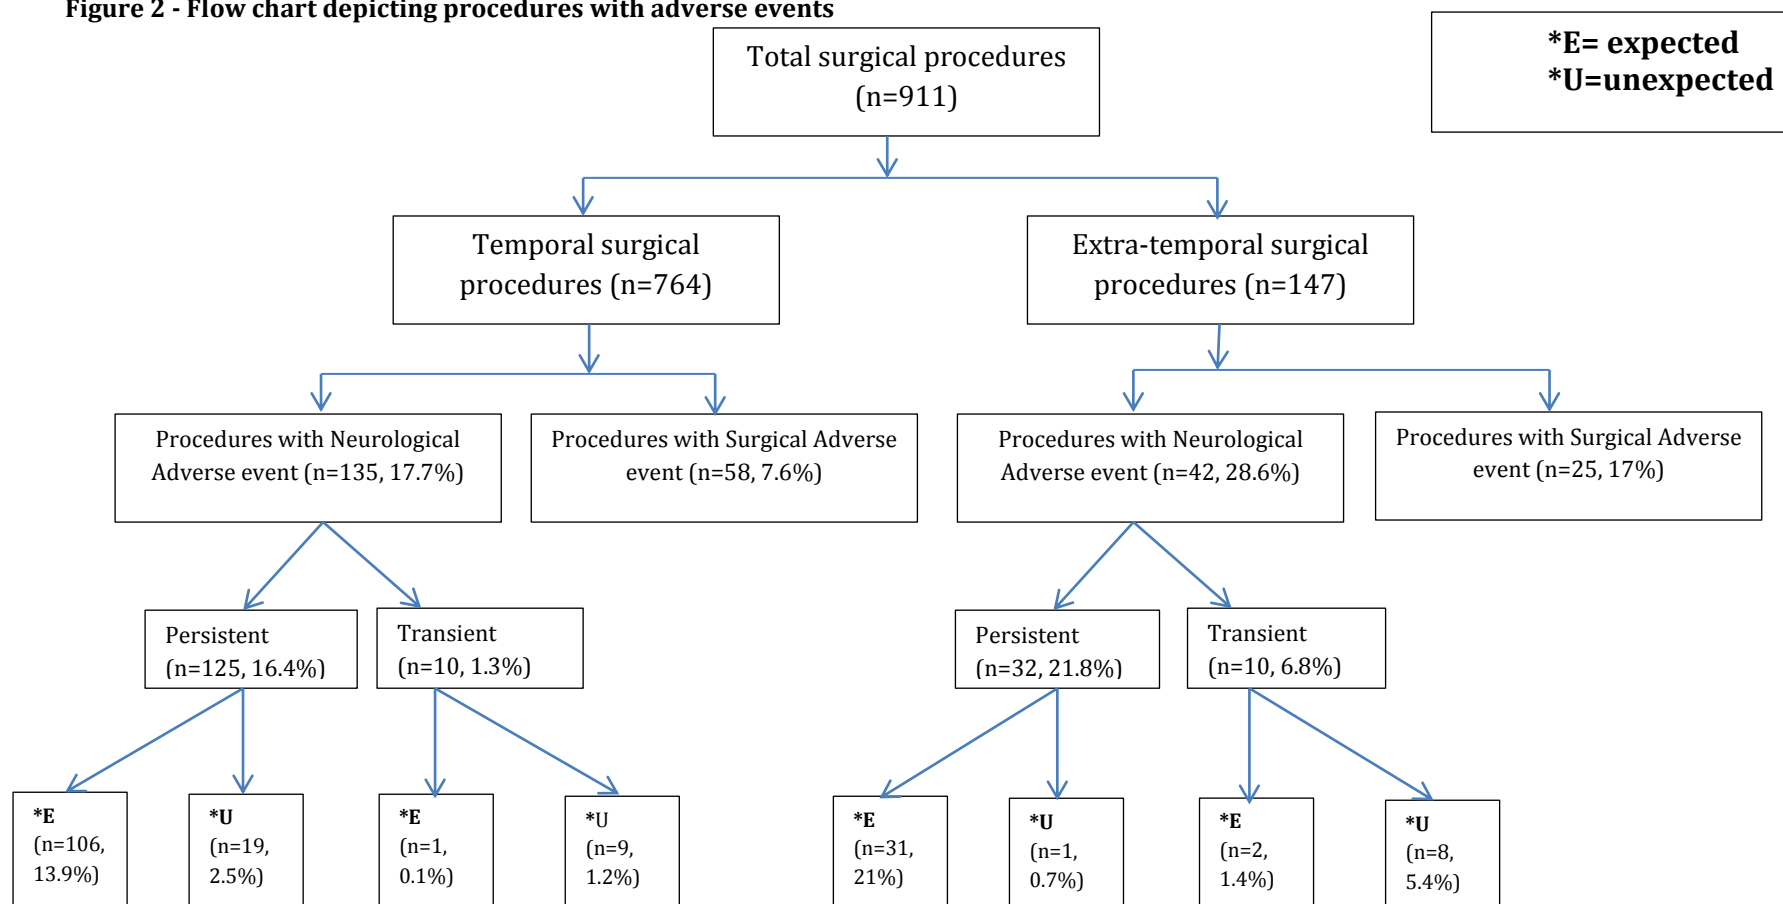 Figure 2 - Flow chart depicting procedures with adverse events
*E= expected
*U=unexpected
Total surgical procedures
(n=911)
Temporal surgical
procedures (n=764)
Extra-temporal surgical
procedures (n=147)
Procedures with Neurological
Adverse event (n=135, 17.7%)
Procedures with Surgical Adverse
event (n=58, 7.6%)
Procedures with Neurological
Adverse event (n=42, 28.6%)
Procedures with Surgical Adverse
event (n=25, 17%)
Persistent
(n=125, 16.4%)
Transient
(n=10, 1.3%)
Persistent
(n=32, 21.8%)
Transient
(n=10, 6.8%)
*E
(n=106,
13.9%)
*U
(n=19,
2.5%)
*E
(n=1,
0.1%)
*U
(n=9,
1.2%)
*E
(n=31,
21%)
*U
(n=1,
0.7%)
*E
(n=2,
1.4%)
*U
(n=8,
5.4%)